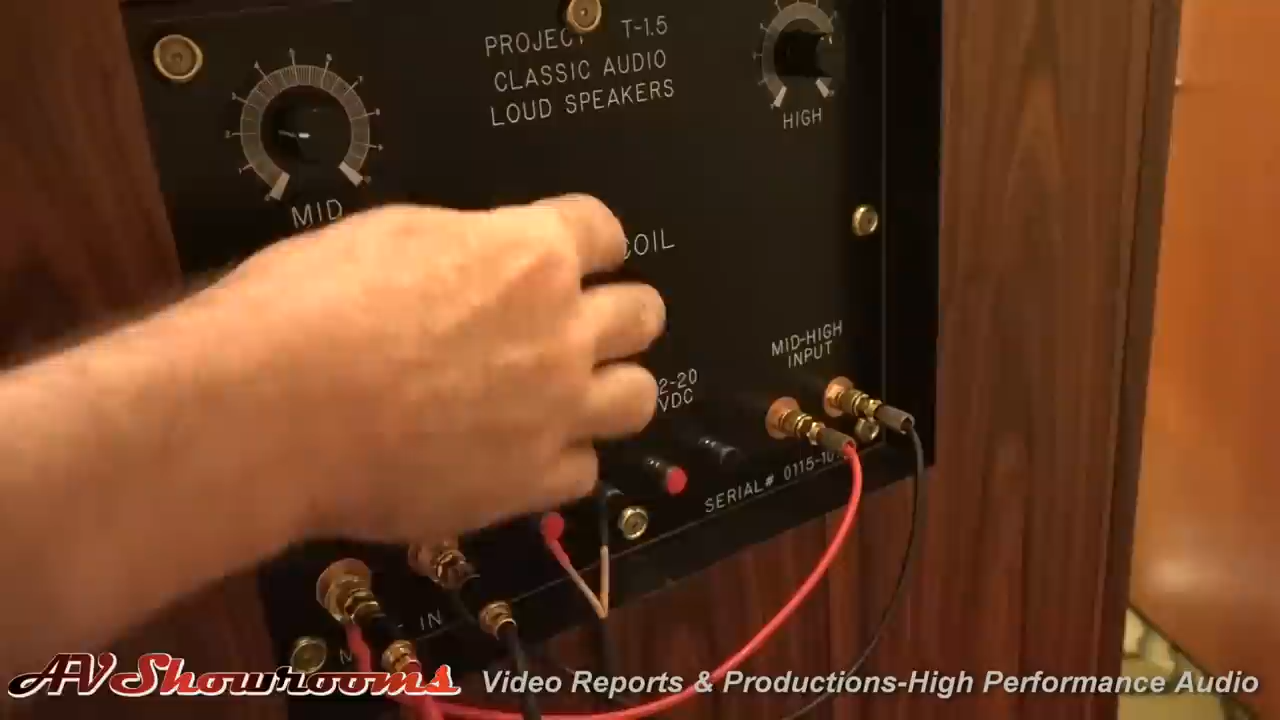 PROJECT T-1.5
CLASSIC AUDIO
LOUD SPEAKERS
HIGH
MID
COIL
MID-HIGH
INPUT
2-20
VDC
SERIAL# 0115-10
IN
AVShowrooms
Video Reports & Productions-High Performance Audio